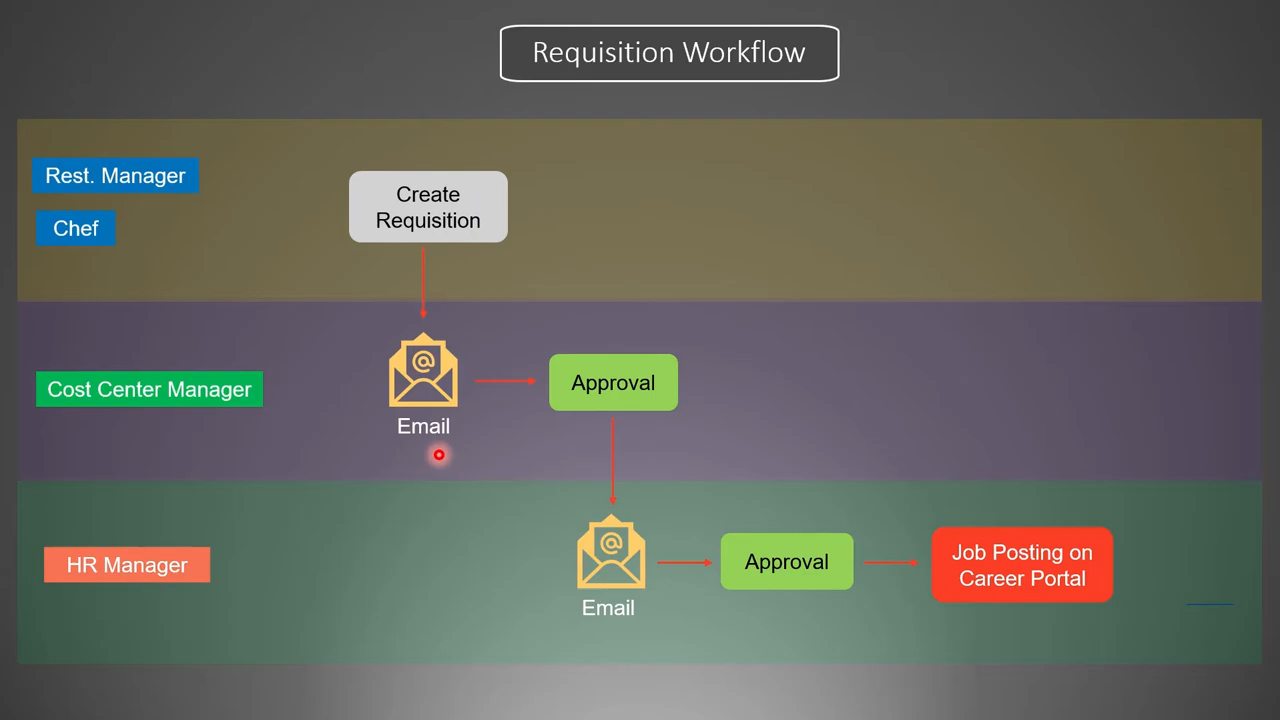 Requisition Workflow
Rest. Manager
Chef
Create
Requisition
Cost Center Manager
Email
Approval
HR Manager
Email
Approval
Job Posting on
Career Portal